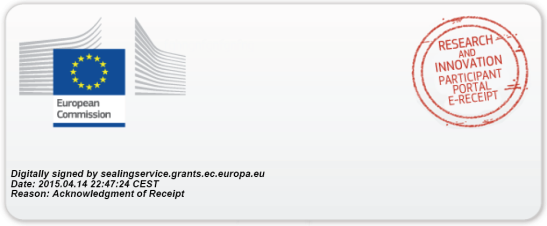 European
Commission
RESEARCH
AND
INNOVATION
PARTICIPANT
PORTAL
E-RECEIPT
Digitally signed by sealingservice.grants.ec.europa.eu
Date: 2015.04.14 22:47:24 CEST
Reason: Acknowledgment of Receipt